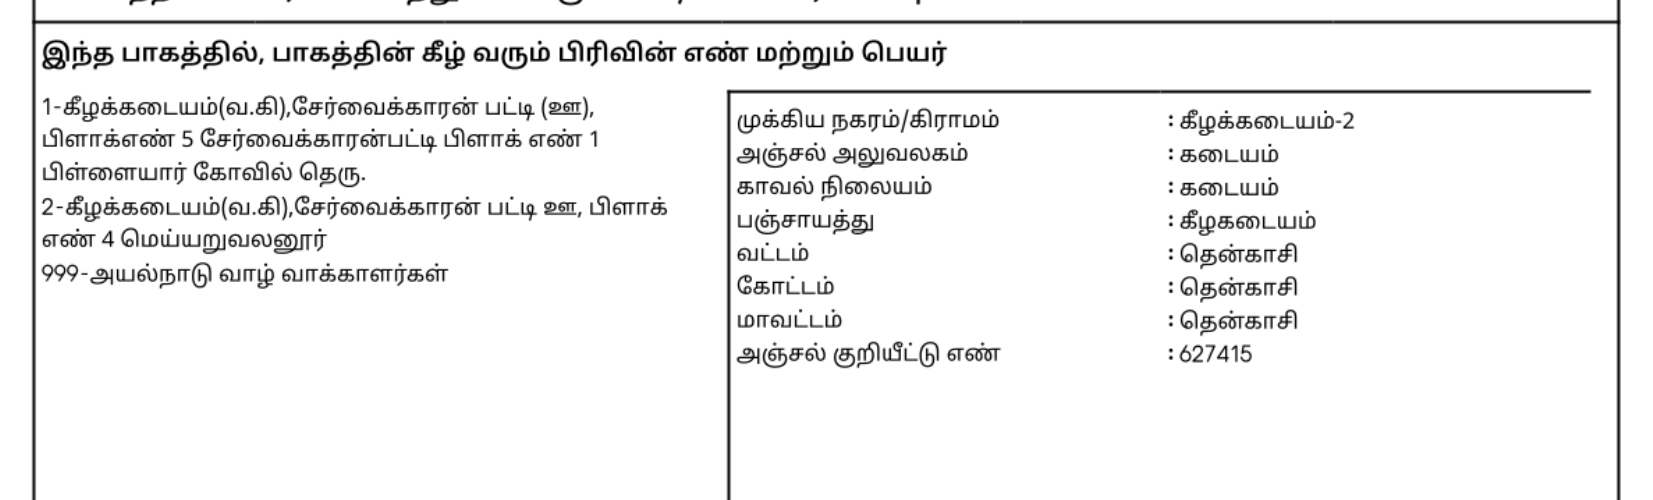 இந்த பாகத்தில், பாகத்தின் கீழ் வரும் பிரிவின் எண் மற்றும் பெயர்
1-கீழக்கடையம்(வ.கி),சேர்வைக்காரன் பட்டி (ஊ),
பிளாக்எண் 5 சேர்வைக்காரன்பட்டி பிளாக் எண் 1
பிள்ளையார் கோவில் தெரு.
2-கீழக்கடையம்(வ.கி),சேர்வைக்காரன் பட்டி ஊ, பிளாக்
எண் 4 மெய்யறுவலனூர்
999-அயல்நாடு வாழ் வாக்காளர்கள்
முக்கிய நகரம்/கிராமம் : கீழக்கடையம்-2
அஞ்சல் அலுவலகம் : கடையம்
காவல் நிலையம் : கடையம்
பஞ்சாயத்து : கீழகடையம்
வட்டம் : தென்காசி
கோட்டம் : தென்காசி
மாவட்டம் : தென்காசி
அஞ்சல் குறியீட்டு எண் : 627415